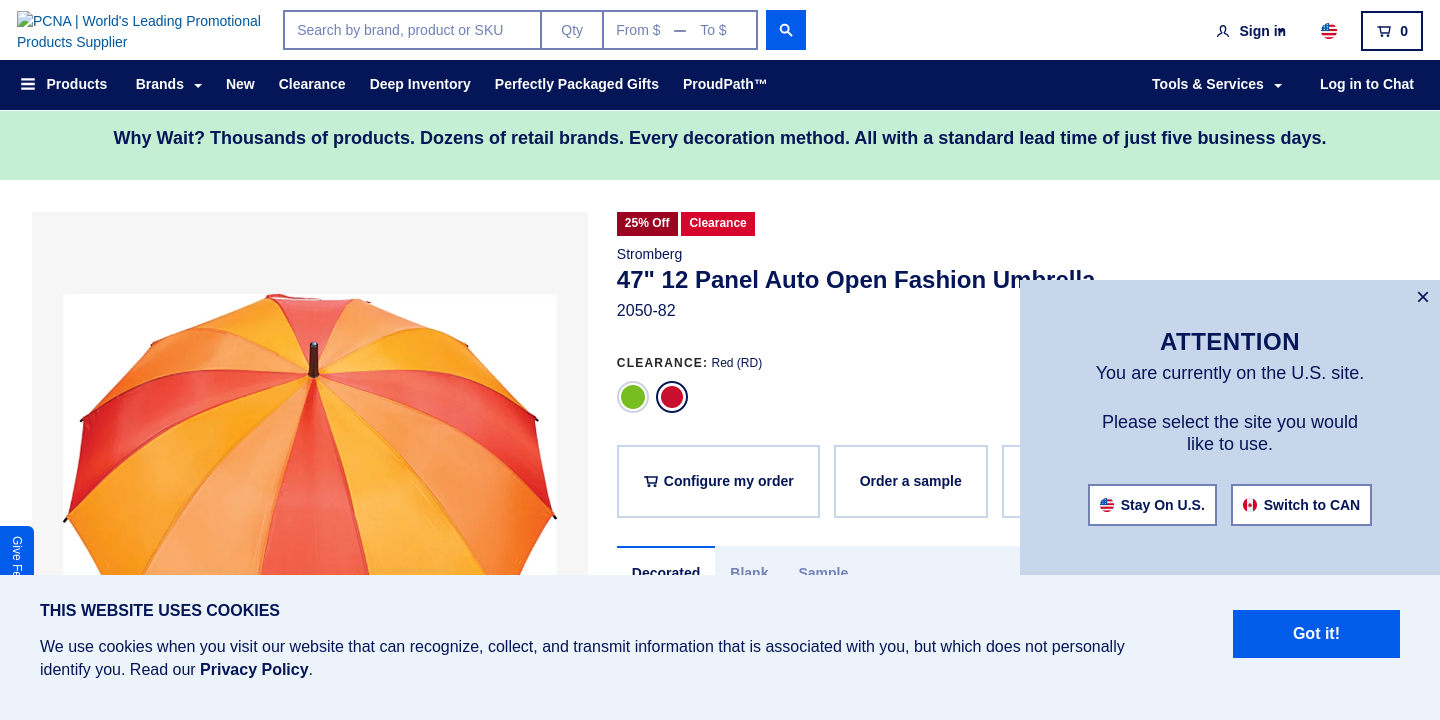 PCNA | World's Leading Promotional
Products Supplier
Search by brand, product or SKU
Qty
From $ — To $
Sign in
0
Products
Brands
New
Clearance
Deep Inventory
Perfectly Packaged Gifts
ProudPath™
Tools & Services
Log in to Chat
Why Wait? Thousands of products. Dozens of retail brands. Every decoration method. All with a standard lead time of just five business days.
25% Off
Clearance
Stromberg
47" 12 Panel Auto Open Fashion Umbrella
2050-82
CLEARANCE: Red (RD)
Configure my order
Order a sample
Decorated
Blank
Sample
ATTENTION
You are currently on the U.S. site.
Please select the site you would
like to use.
Stay On U.S.
Switch to CAN
Give Fe
THIS WEBSITE USES COOKIES
We use cookies when you visit our website that can recognize, collect, and transmit information that is associated with you, but which does not personally
identify you. Read our Privacy Policy.
Got it!